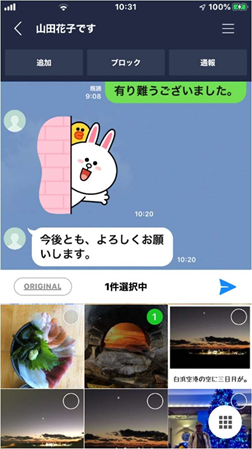 10:31
100%
山田花子です
追加
ブロック
通報
既読
9:08
有り難うございました。
10:20
今後とも、よろしくお願
いします。
10:20
ORIGINAL
1件選択中
1
白浜空港の空に三日月が。